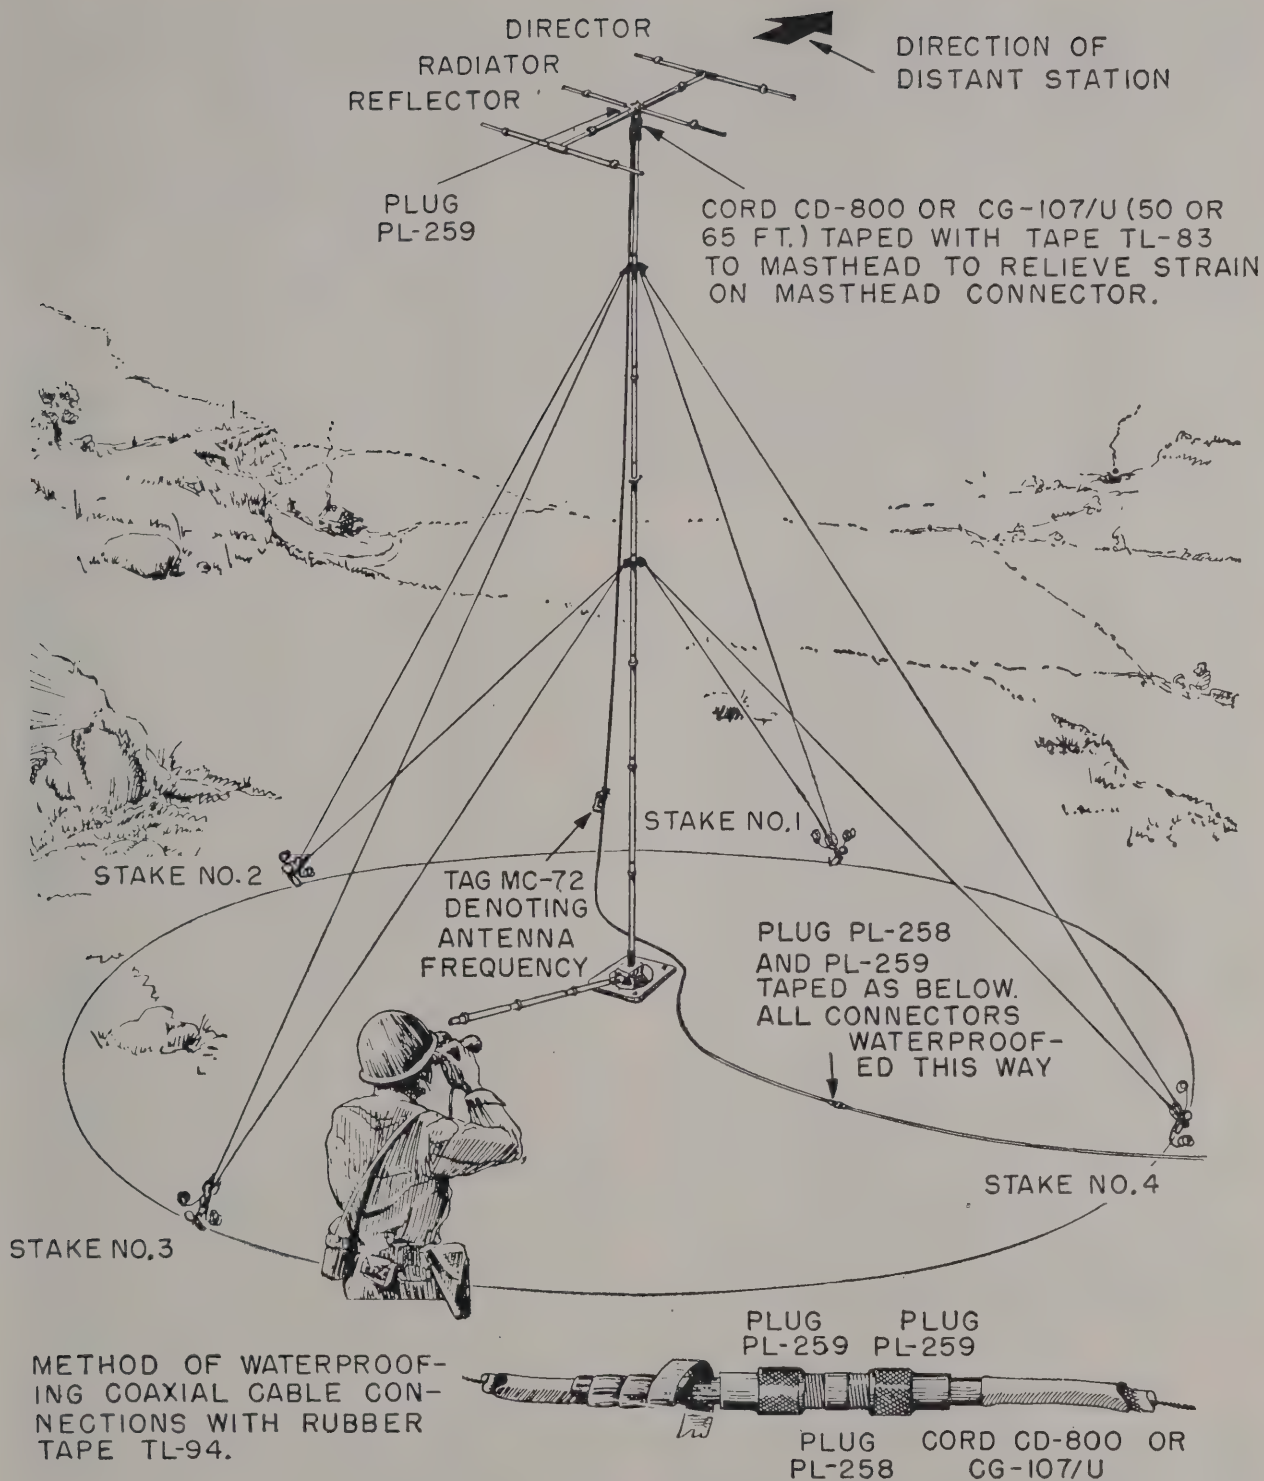 DIRECTOR
RADIATOR
REFLECTOR
DIRECTION OF
DISTANT STATION
PLUG
PL-259
CORD CD-800 OR CG-107/U (50 OR
65 FT.) TAPED WITH TAPE TL-83
TO MASTHEAD TO RELIEVE STRAIN
ON MASTHEAD CONNECTOR.
STAKE NO.1
STAKE NO.2
TAG MC-72
DENOTING
ANTENNA
FREQUENCY
PLUG PL-258
AND PL-259
TAPED AS BELOW.
ALL CONNECTORS
WATERPROOF-
ED THIS WAY
STAKE NO.4
STAKE NO.3
METHOD OF WATERPROOF-
ING COAXIAL CABLE CON-
NECTIONS WITH RUBBER
TAPE TL-94.
PLUG
PL-259
PLUG
PL-259
PLUG
PL-258
CORD CD-800 OR
CG-107/U